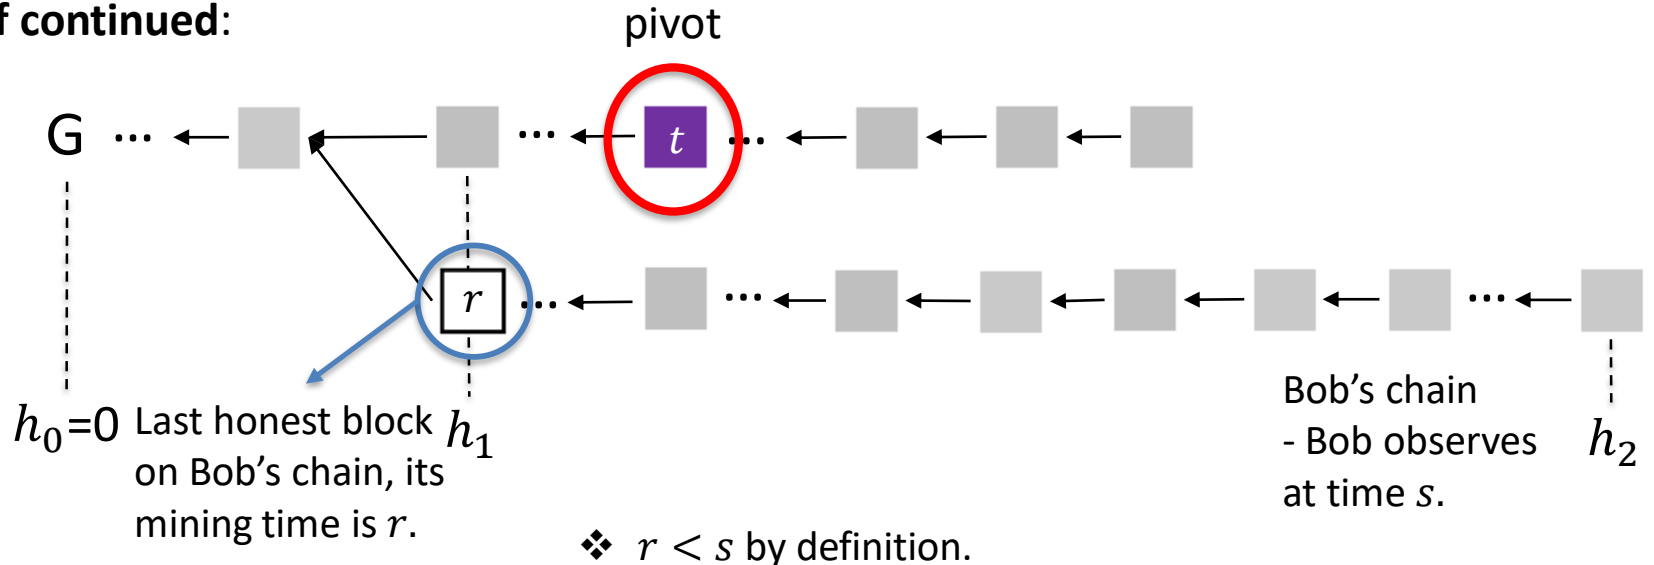 f continued:
pivot
G ... ... t ...
r ... ... ...
h₀=0
Last honest block
on Bob's chain, its
mining time is r.
h₁
Bob's chain
- Bob observes
at time s.
h₂
❖ r < s by definition.